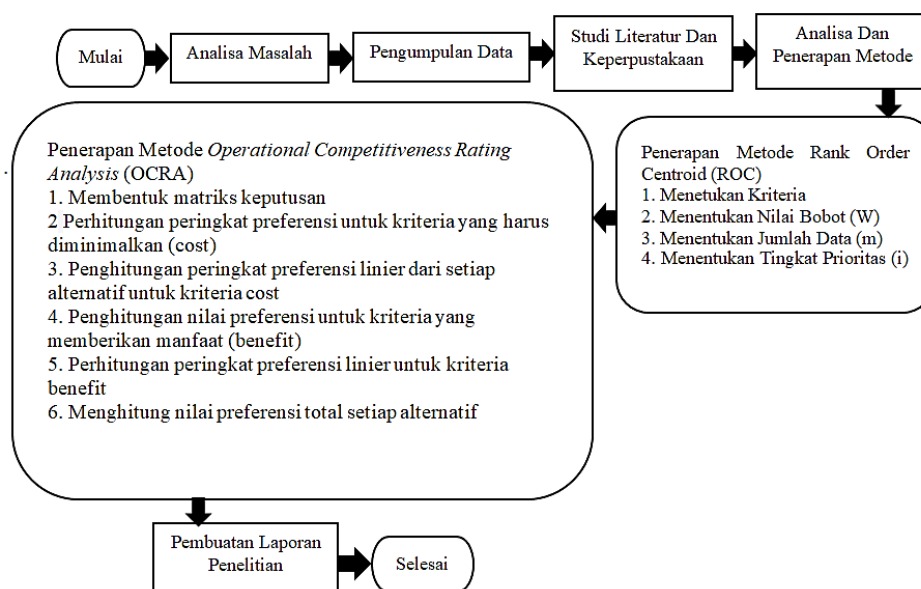 Mulai
Analisa Masalah
Pengumpulan Data
Studi Literatur Dan
Keperpustakaan
Analisa Dan
Penerapan Metode
Penerapan Metode Rank Order
Centroid (ROC)
1. Menetukan Kriteria
2. Menentukan Nilai Bobot (W)
3. Menentukan Jumlah Data (m)
4. Menentukan Tingkat Prioritas (i)
Penerapan Metode Operational Competitiveness Rating
Analysis (OCRA)
1. Membentuk matriks keputusan
2 Perhitungan peringkat preferensi untuk kriteria yang harus
diminimalkan (cost)
3. Penghitungan peringkat preferensi linier dari setiap
alternatif untuk kriteria cost
4. Penghitungan nilai preferensi untuk kriteria yang
memberikan manfaat (benefit)
5. Perhitungan peringkat preferensi linier untuk kriteria
benefit
6. Menghitung nilai preferensi total setiap alternatif
Pembuatan Laporan
Penelitian
Selesai